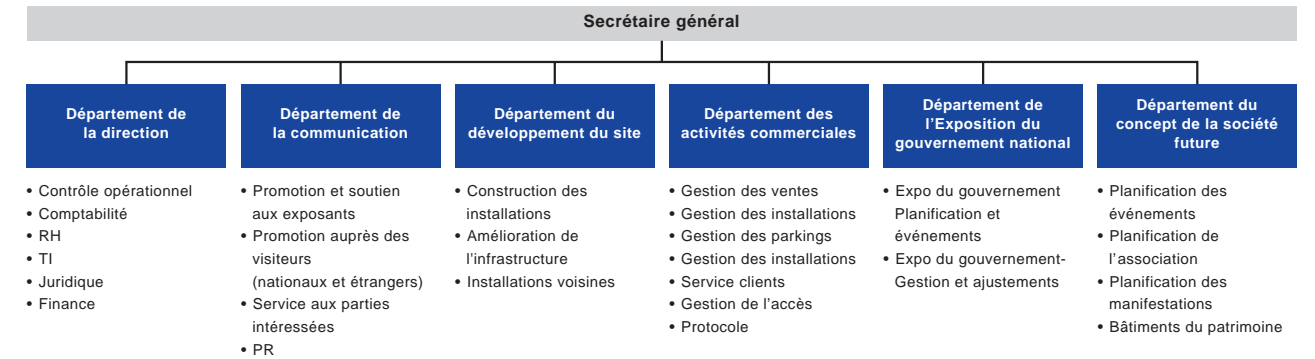 Secrétaire général
Département de
la direction
• Contrôle opérationnel
• Comptabilité
• RH
• TI
• Juridique
• Finance
Département de
la communication
• Promotion et soutien
aux exposants
• Promotion auprès des
visiteurs
(nationaux et étrangers)
• Service aux parties
intéressées
• PR
Département du
développement du site
• Construction des
installations
• Amélioration de
l'infrastructure
• Installations voisines
Département des
activités commerciales
• Gestion des ventes
• Gestion des installations
• Gestion des parkings
• Gestion des installations
• Service clients
• Gestion de l'accès
• Protocole
Département de
l'Exposition du
gouvernement national
• Expo du gouvernement
Planification et
événements
• Expo du gouvernement-
Gestion et ajustements
Département du
concept de la société
future
• Planification des
événements
• Planification de
l'association
• Planification des
manifestations
• Bâtiments du patrimoine